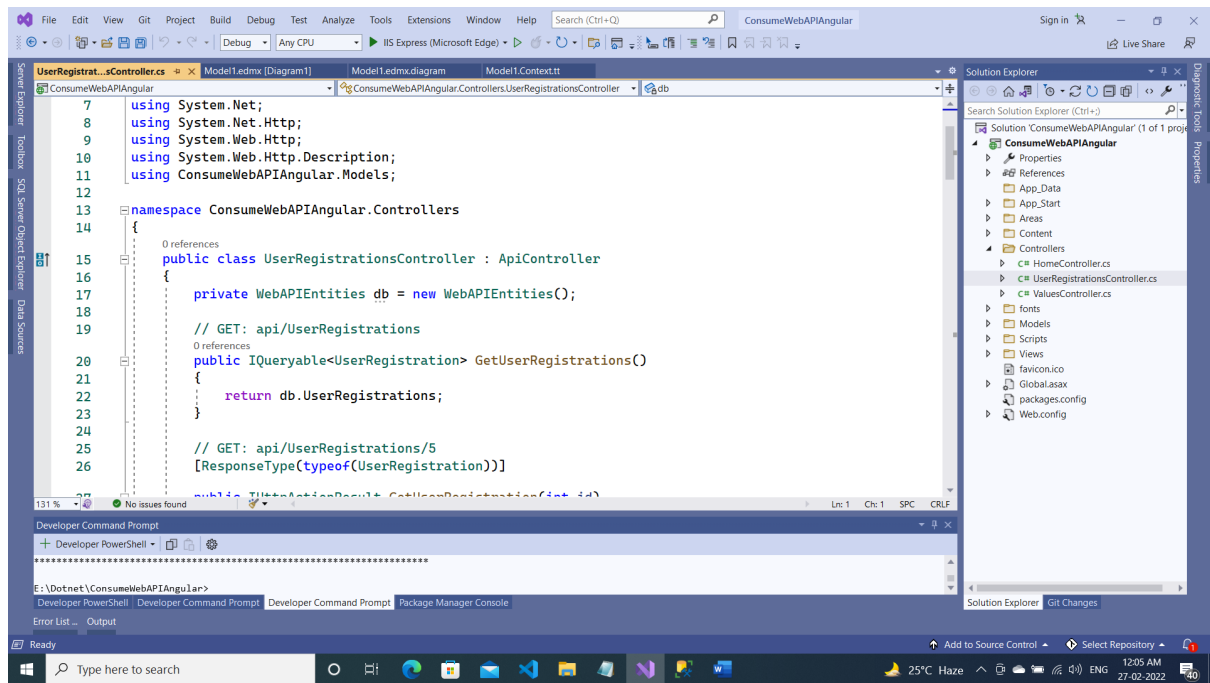 File Edit View Git Project Build Debug Test Analyze Tools Extensions Window Help Search (Ctrl+Q) ConsumeWebAPIAngular Sign in
Debug Any CPU IIS Express (Microsoft Edge) Live Share
UserRegistrat...sController.cs Model1.edmx [Diagram1] Model1.edmx.diagram Model1.Context.tt
ConsumeWebAPIAngular ConsumeWebAPIAngular.Controllers.UserRegistrationsController db
7 using System.Net;
8 using System.Net.Http;
9 using System.Web.Http;
10 using System.Web.Http.Description;
11 using ConsumeWebAPIAngular.Models;
12
13 namespace ConsumeWebAPIAngular.Controllers
14 {
0 references
15 public class UserRegistrationsController : ApiController
16 {
17 private WebAPIEntities db = new WebAPIEntities();
18
19 // GET: api/UserRegistrations
0 references
20 public IQueryable<UserRegistration> GetUserRegistrations()
21 {
22 return db.UserRegistrations;
23 }
24
25 // GET: api/UserRegistrations/5
26 [ResponseType(typeof(UserRegistration))]
27 public IHttpActionResult GetUserRegistration(int id)
131 % No issues found Ln: 1 Ch: 1 SPC CRLF
Developer Command Prompt
Developer PowerShell
**********************************************************************
E:\Dotnet\ConsumeWebAPIAngular>
Developer PowerShell Developer Command Prompt Developer Command Prompt Package Manager Console
Error List ... Output
Server Explorer
Toolbox
SQL Server Object Explorer
Data Sources
Solution Explorer
Search Solution Explorer (Ctrl+;)
Solution 'ConsumeWebAPIAngular' (1 of 1 proje
ConsumeWebAPIAngular
Properties
References
App_Data
App_Start
Areas
Content
Controllers
C# HomeController.cs
C# UserRegistrationsController.cs
C# ValuesController.cs
fonts
Models
Scripts
Views
favicon.ico
Global.asax
packages.config
Web.config
Solution Explorer Git Changes
Diagnostic Tools
Properties
Ready Add to Source Control Select Repository 1
Type here to search 25°C Haze ENG 12:05 AM
27-02-2022 40